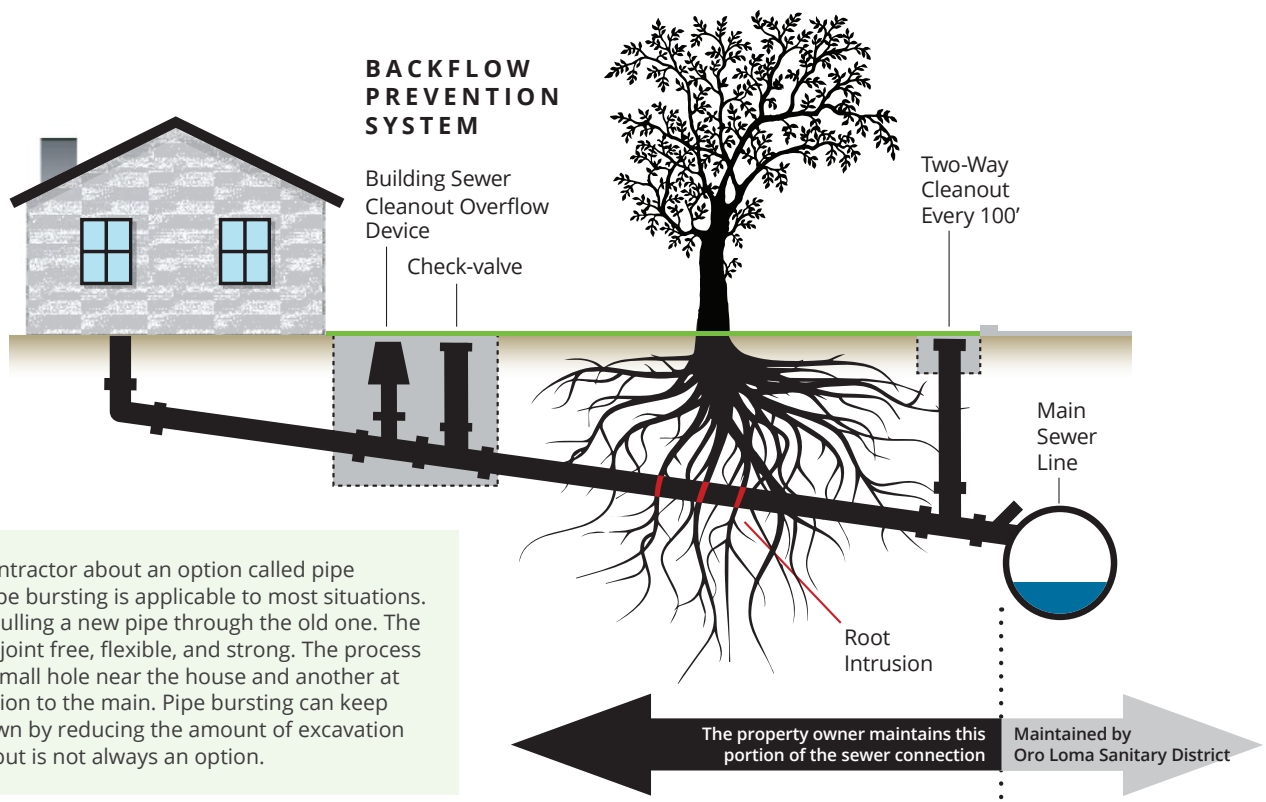 BACKFLOW
PREVENTION
SYSTEM
Building Sewer
Cleanout Overflow
Device
Check-valve
Two-Way
Cleanout
Every 100’
Main
Sewer
Line
Root
Intrusion
The property owner maintains this
portion of the sewer connection
Maintained by
Oro Loma Sanitary District
ntractor about an option called pipe
pe bursting is applicable to most situations.
ulling a new pipe through the old one. The
joint free, flexible, and strong. The process
mall hole near the house and another at
ion to the main. Pipe bursting can keep
wn by reducing the amount of excavation
but is not always an option.